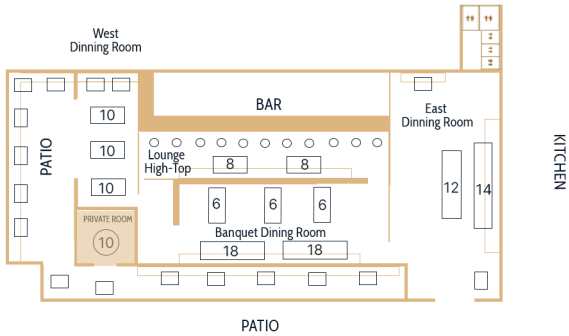 West
Dinning Room
BAR
East
Dinning Room
KITCHEN
10
PATIO
10
Lounge
High-Top
8
8
12
14
10
6
6
6
PRIVATE ROOM
10
Banquet Dining Room
18
18
PATIO